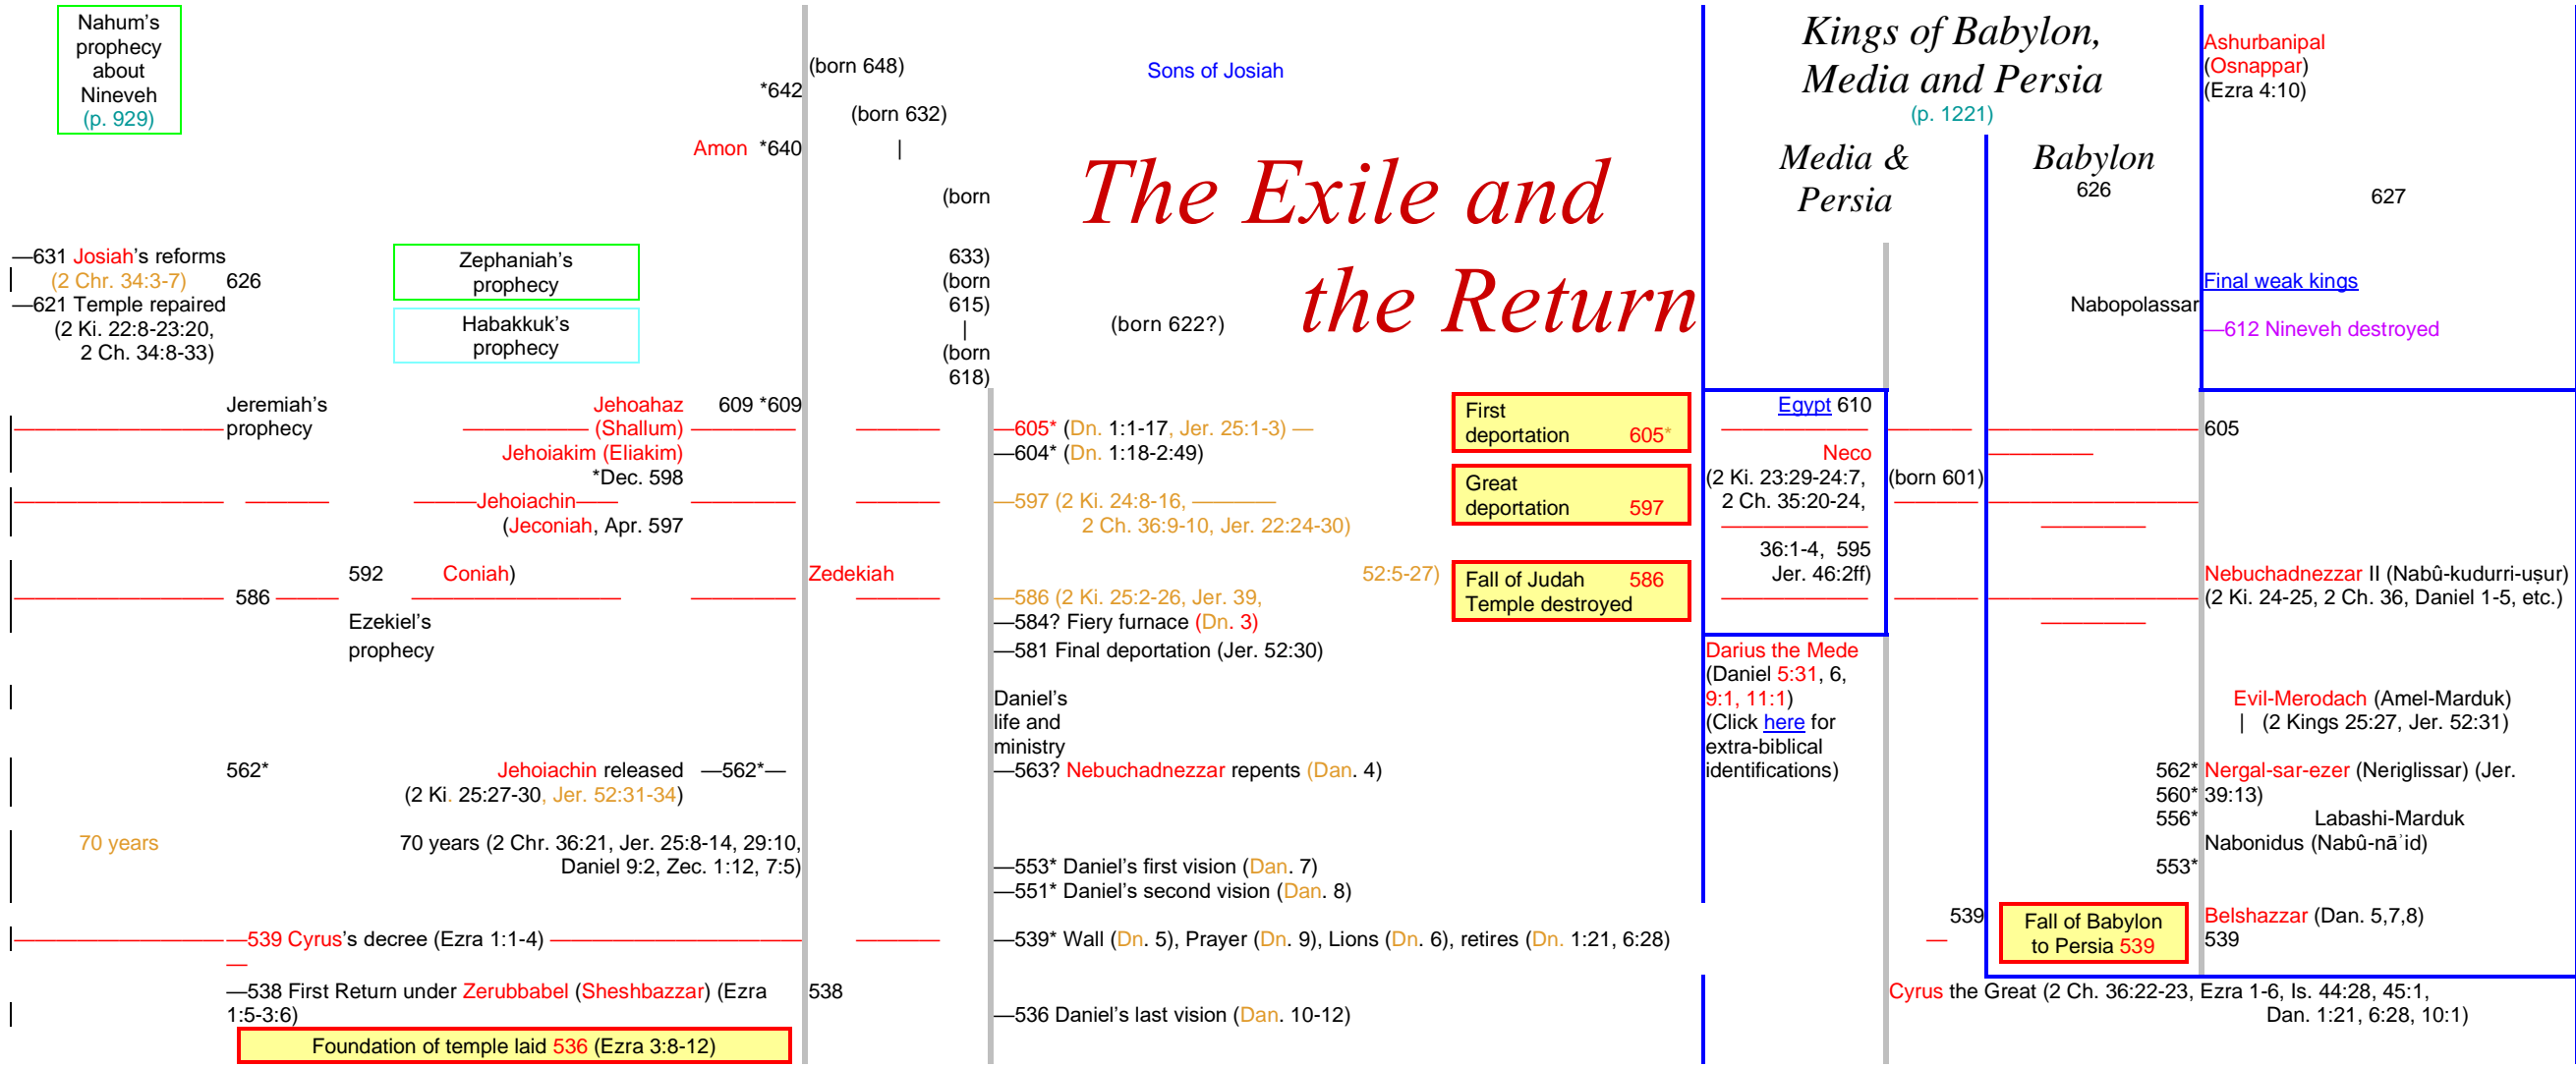 Nahum's
prophecy
about
Nineveh
(p. 929)
(born 648)
*642
(born 632)
Amon *640
|
(born
633)
(born
615)
|
(born
618)
Sons of Josiah
The Exile and
the Return
(born 622?)
Kings of Babylon,
Media and Persia
(p. 1221)
Media &
Persia
Babylon
626
Nabopolassar
Ashurbanipal
(Osnappar)
(Ezra 4:10)
627
Final weak kings
—612 Nineveh destroyed
—631 Josiah's reforms
(2 Chr. 34:3-7) 626
—621 Temple repaired
(2 Ki. 22:8-23:20,
2 Ch. 34:8-33)
Zephaniah's
prophecy
Habakkuk's
prophecy
Jeremiah's
prophecy
Jehoahaz 609 *609
(Shallum)
Jehoiakim (Eliakim)
*Dec. 598
Jehoiachin
(Jeconiah, Apr. 597
592 Coniah)
Zedekiah
586
Ezekiel's
prophecy
—605* (Dn. 1:1-17, Jer. 25:1-3) —
—604* (Dn. 1:18-2:49)
—597 (2 Ki. 24:8-16,
2 Ch. 36:9-10, Jer. 22:24-30)
52:5-27)
—586 (2 Ki. 25:2-26, Jer. 39,
—584? Fiery furnace (Dn. 3)
—581 Final deportation (Jer. 52:30)
First
deportation 605*
Great
deportation 597
Fall of Judah 586
Temple destroyed
Egypt 610
Neco
(2 Ki. 23:29-24:7,
2 Ch. 35:20-24,
36:1-4, 595
Jer. 46:2ff)
(born 601)
605
Nebuchadnezzar II (Nabû-kudurri-uṣur)
(2 Ki. 24-25, 2 Ch. 36, Daniel 1-5, etc.)
Darius the Mede
(Daniel 5:31, 6,
9:1, 11:1)
(Click here for
extra-biblical
identifications)
Evil-Merodach (Amel-Marduk)
| (2 Kings 25:27, Jer. 52:31)
Daniel's
life and
ministry
562*
Jehoiachin released —562*—
(2 Ki. 25:27-30, Jer. 52:31-34)
—563? Nebuchadnezzar repents (Dan. 4)
562* Nergal-sar-ezer (Neriglissar) (Jer.
560* 39:13)
556* Labashi-Marduk
Nabonidus (Nabû-nāʾid)
553*
70 years
70 years (2 Chr. 36:21, Jer. 25:8-14, 29:10,
Daniel 9:2, Zec. 1:12, 7:5)
—553* Daniel's first vision (Dan. 7)
—551* Daniel's second vision (Dan. 8)
539
Fall of Babylon
to Persia 539
Belshazzar (Dan. 5,7,8)
539
—539 Cyrus's decree (Ezra 1:1-4)
—539* Wall (Dn. 5), Prayer (Dn. 9), Lions (Dn. 6), retires (Dn. 1:21, 6:28)
—538 First Return under Zerubbabel (Sheshbazzar) (Ezra
1:5-3:6)
538
—536 Daniel's last vision (Dan. 10-12)
Cyrus the Great (2 Ch. 36:22-23, Ezra 1-6, Is. 44:28, 45:1,
Dan. 1:21, 6:28, 10:1)
Foundation of temple laid 536 (Ezra 3:8-12)